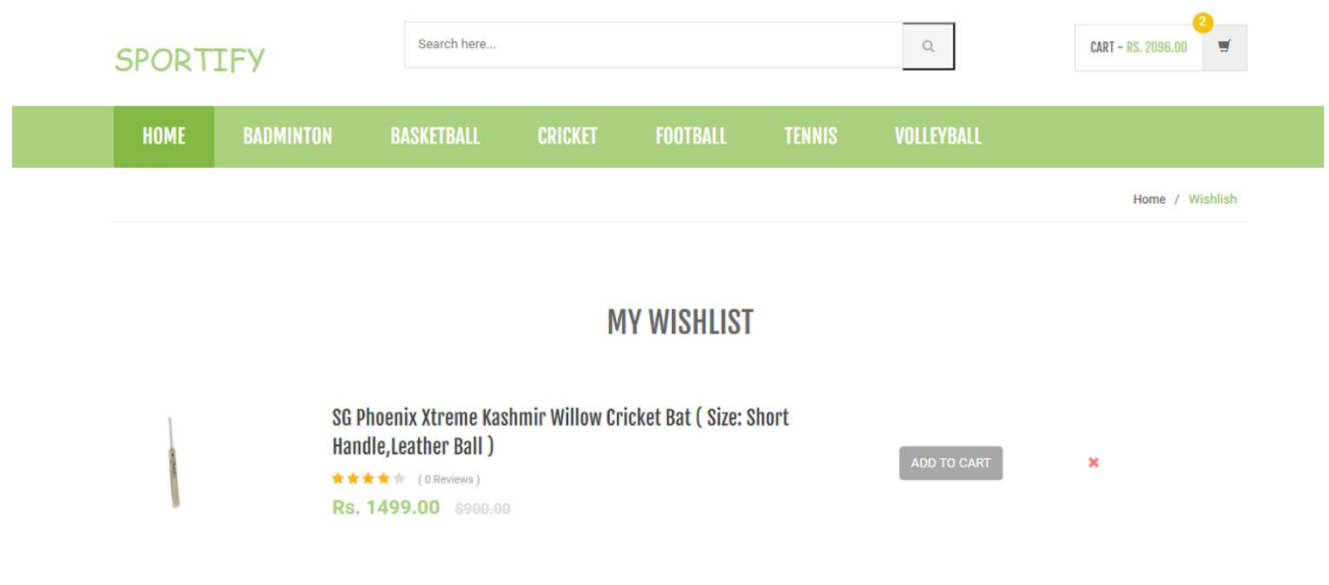 SPORTIFY
Search here...
2
CART - RS. 2096.00
HOME BADMINTON BASKETBALL CRICKET FOOTBALL TENNIS VOLLEYBALL
Home / Wishlish
MY WISHLIST
SG Phoenix Xtreme Kashmir Willow Cricket Bat ( Size: Short
Handle,Leather Ball )
( 0 Reviews )
Rs. 1499.00 $900.00
ADD TO CART